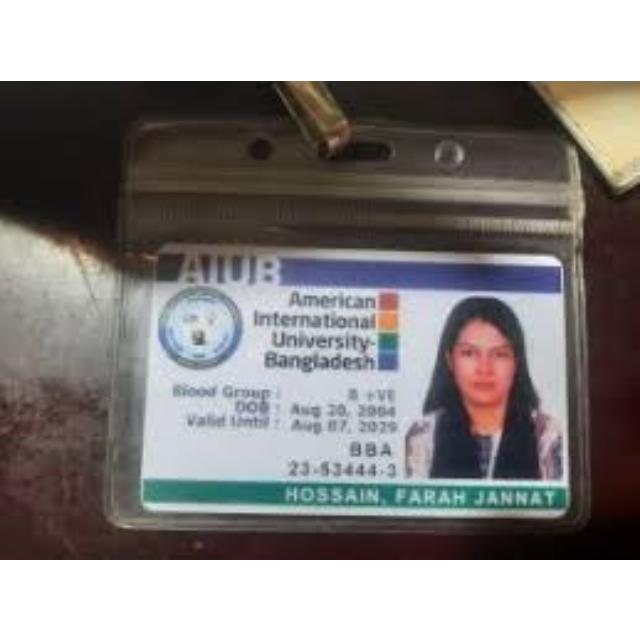 AIUB
American
International
University-
Bangladesh
Blood Group : B +VE
DOB : Aug 20, 2004
Valid Until : Aug 07, 2029
BBA
23-53444-3
HOSSAIN, FARAH JANNAT